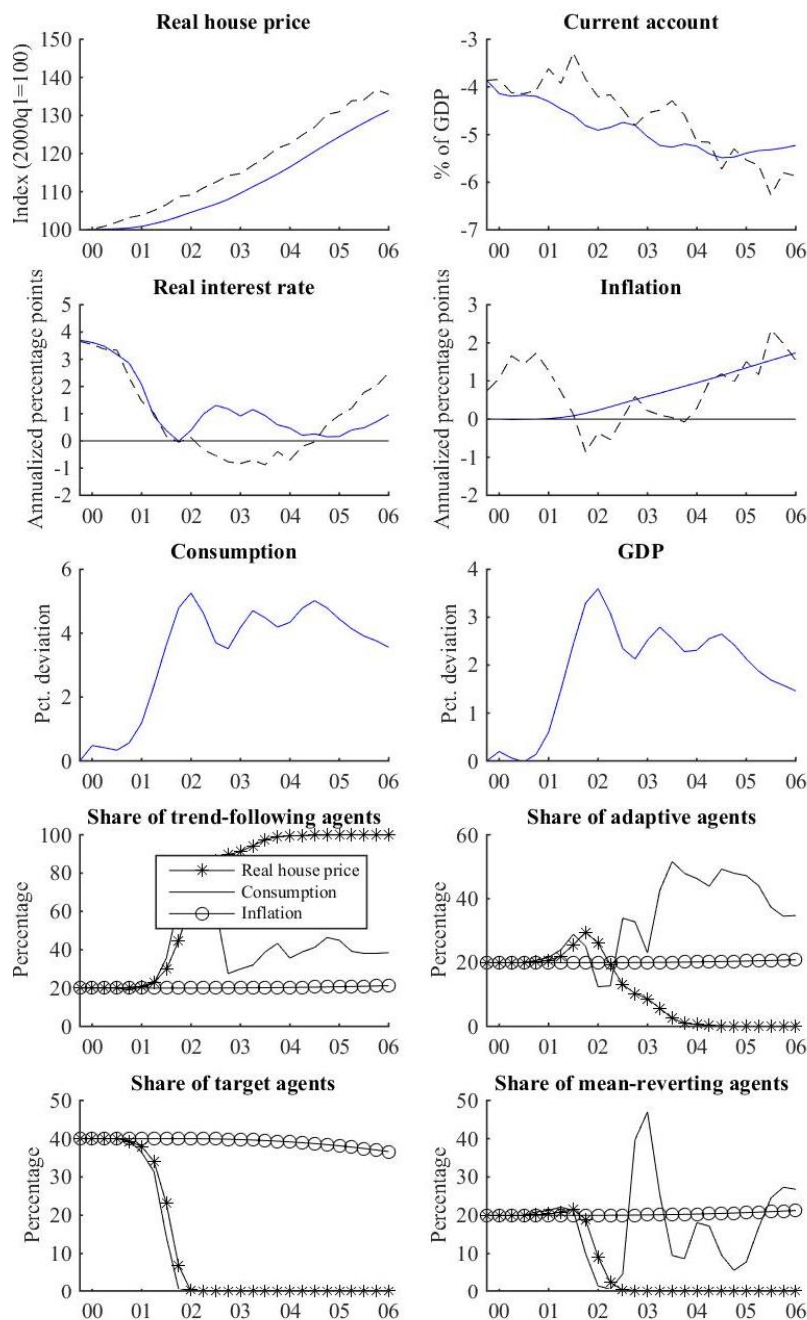 Real house price
Index (2000q1=100)
150
140
130
120
110
100
00 01 02 03 04 05 06
Current account
% of GDP
-3
-4
-5
-6
-7
00 01 02 03 04 05 06
Real interest rate
Annualized percentage points
5
4
3
2
1
0
-1
-2
00 01 02 03 04 05 06
Inflation
Annualized percentage points
3
2
1
0
-1
-2
00 01 02 03 04 05 06
Consumption
Pct. deviation
6
4
2
0
00 01 02 03 04 05 06
GDP
Pct. deviation
4
3
2
1
0
00 01 02 03 04 05 06
Share of trend-following agents
Percentage
100
80
60
40
20
0
Real house price
Consumption
Inflation
00 01 02 03 04 05 06
Share of adaptive agents
Percentage
60
40
20
0
00 01 02 03 04 05 06
Share of target agents
Percentage
50
40
30
20
10
0
00 01 02 03 04 05 06
Share of mean-reverting agents
Percentage
50
40
30
20
10
0
00 01 02 03 04 05 06